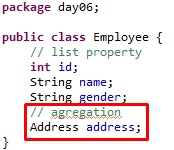 package day06;
public class Employee {
// list property
int id;
String name;
String gender;
// agregation
Address address;
}